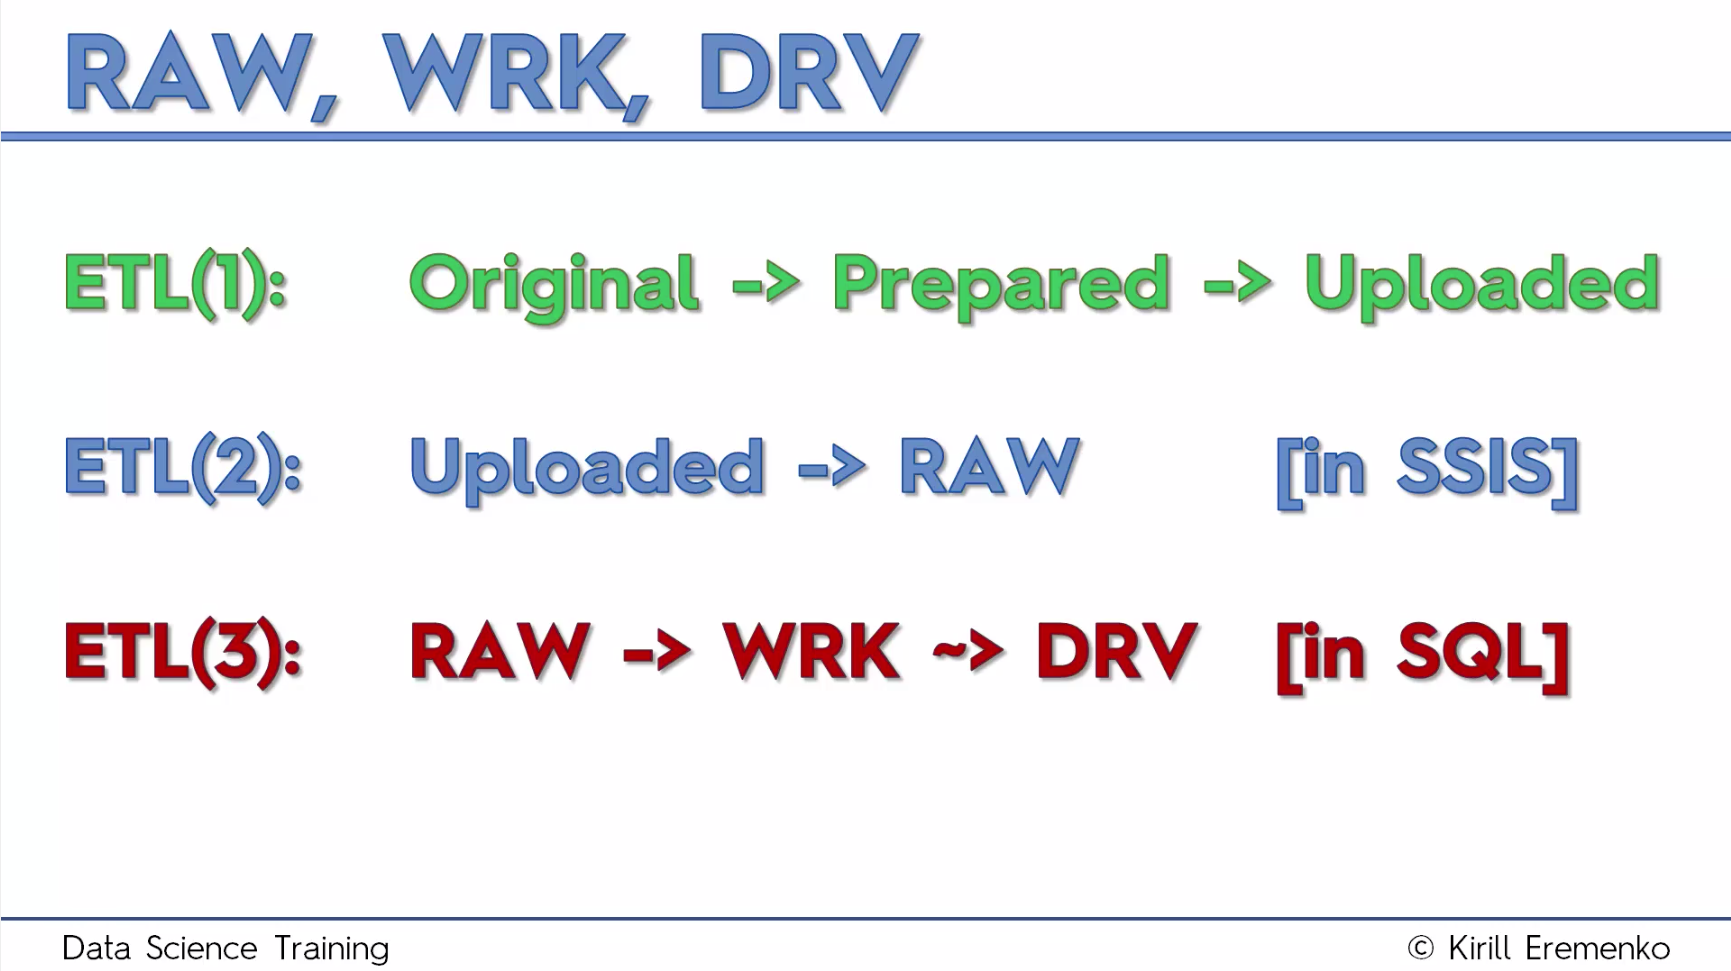 RAW, WRK, DRV
ETL(1): Original -> Prepared -> Uploaded
ETL(2): Uploaded -> RAW [in SSIS]
ETL(3): RAW -> WRK ~> DRV [in SQL]
Data Science Training © Kirill Eremenko